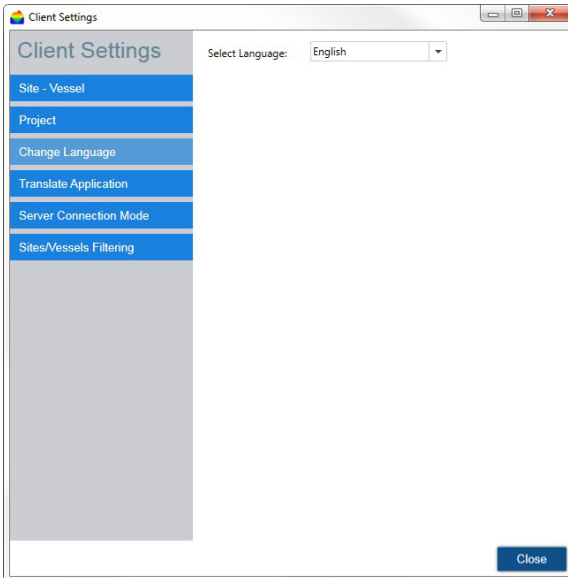 Client Settings
Client Settings
Site - Vessel
Project
Change Language
Translate Application
Server Connection Mode
Sites/Vessels Filtering
Select Language: English
Close